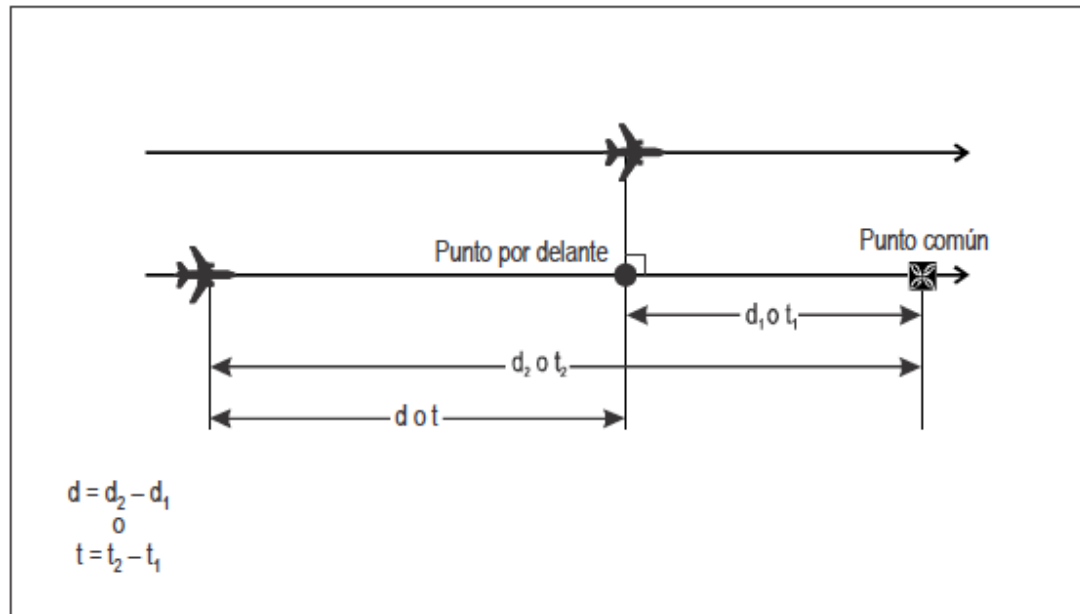 Punto por delante
Punto común
d₁ o t₁
d₂ o t₂
d o t
d = d₂ – d₁
o
t = t₂ – t₁